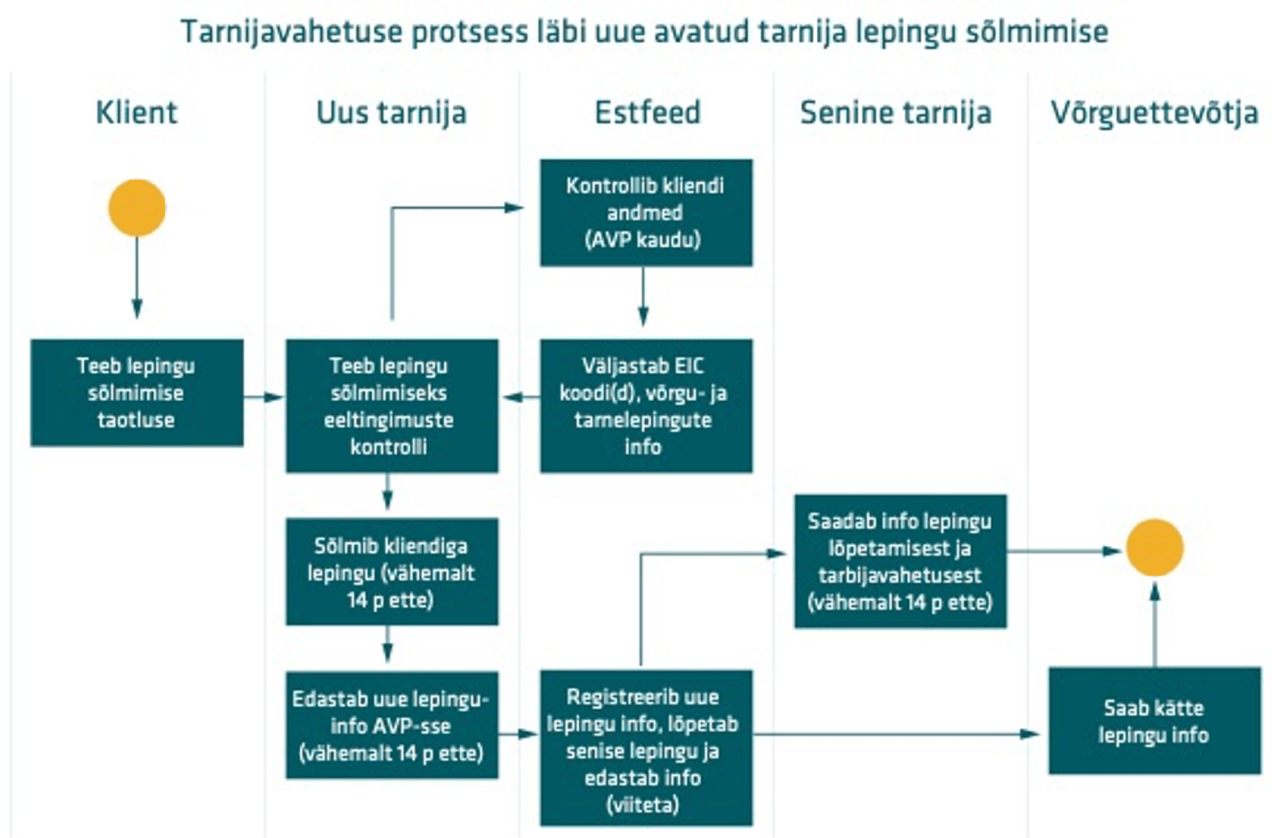 Tarnijavahetuse protsess läbi uue avatud tarnija lepingu sõlmimise
Klient
Uus tarnija
Estfeed
Senine tarnija
Võrguettevõtja
Kontrollib kliendi
andmed
(AVP kaudu)
Teeb lepingu
sõlmimise
taotluse
Teeb lepingu
sõlmimiseks
eeltingimuste
kontrolli
Väljastab EIC
koodi(d), võrgu- ja
tarnelepingute
info
Sõlmib kliendiga
lepingu (vähemalt
14 p ette)
Saadab info lepingu
lõpetamisest ja
tarbijavahetusest
(vähemalt 14 p ette)
Edastab uue lepingu-
info AVP-sse
(vähemalt 14 p ette)
Registreerib uue
lepingu info, lõpetab
senise lepingu ja
edastab info
(viiteta)
Saab kätte
lepingu info